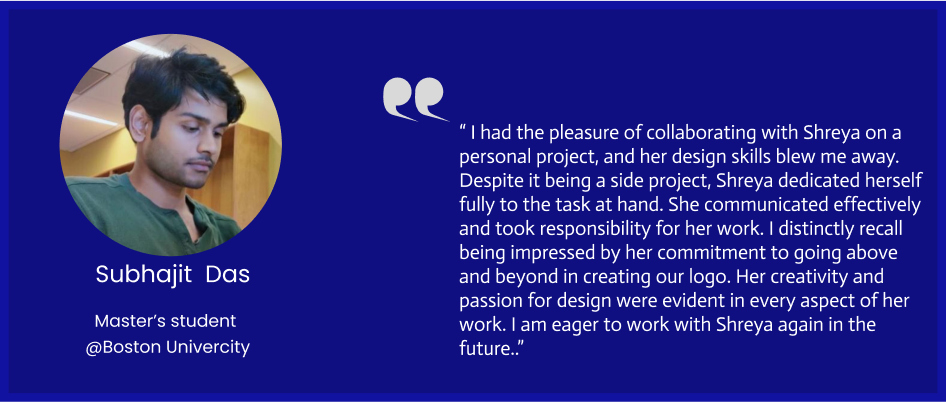 Subhajit Das
Master’s student
@Boston Univercity
“ I had the pleasure of collaborating with Shreya on a
personal project, and her design skills blew me away.
Despite it being a side project, Shreya dedicated herself
fully to the task at hand. She communicated effectively
and took responsibility for her work. I distinctly recall
being impressed by her commitment to going above
and beyond in creating our logo. Her creativity and
passion for design were evident in every aspect of her
work. I am eager to work with Shreya again in the
future..”